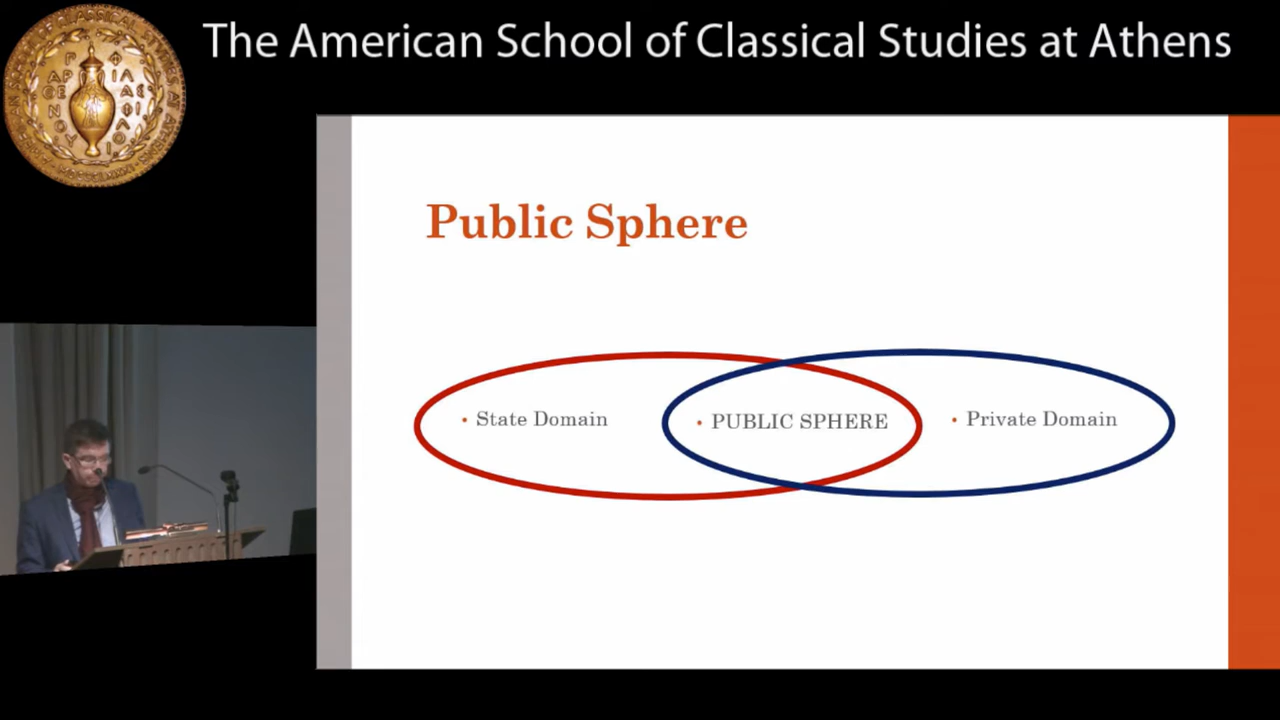 The American School of Classical Studies at Athens
Public Sphere
• State Domain
• PUBLIC SPHERE
• Private Domain